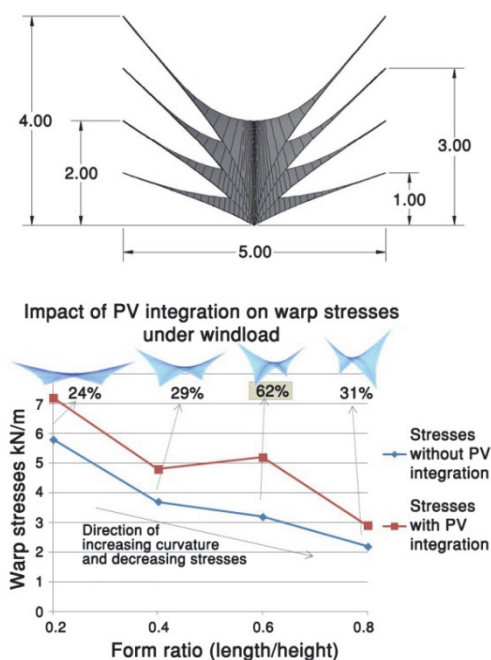 4.00
2.00
3.00
1.00
5.00
Impact of PV integration on warp stresses
under windload
24%
29%
62%
31%
Warp stresses kN/m
7
6
5
4
3
2
1
0
0.2
0.4
0.6
0.8
Form ratio (length/height)
Direction of
increasing curvature
and decreasing stresses
Stresses
without PV
integration
Stresses
with PV
integration